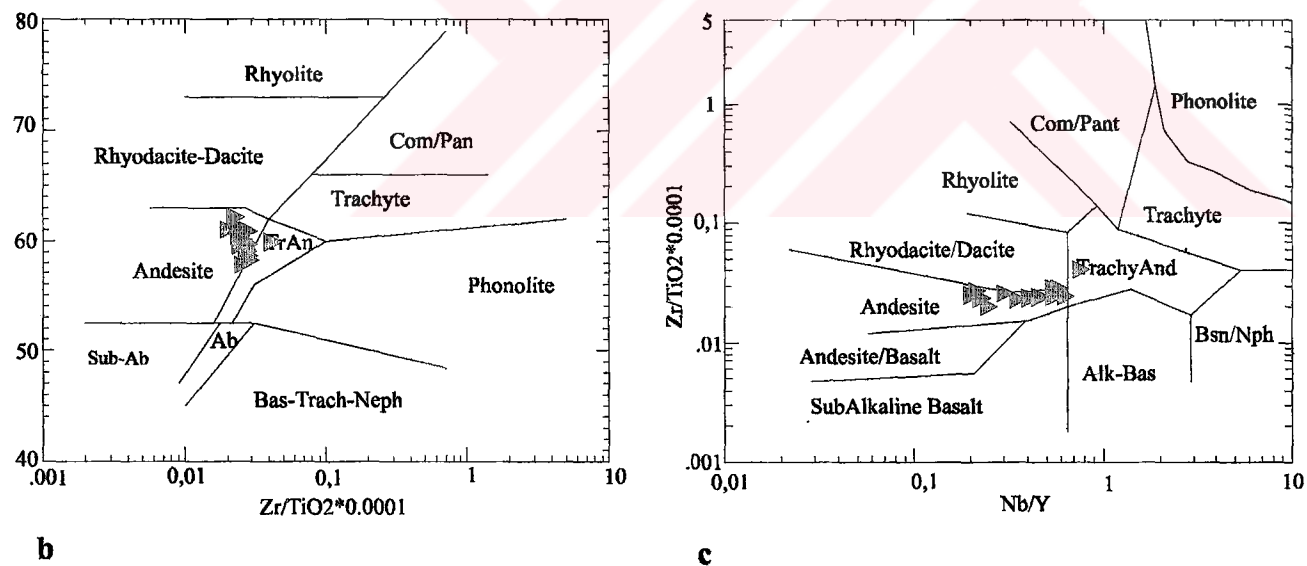 80
70
60
50
40
Rhyolite
Com/Pan
Rhyodacite-Dacite
Trachyte
TrAn
Andesite
Phonolite
Sub-Ab
Ab
Bas-Trach-Neph
.001
0,01
0,1
1
10
Zr/TiO2*0.0001
b
5
1
0,1
.01
.001
Zr/TiO2*0.0001
Phonolite
Com/Pant
Rhyolite
Trachyte
Rhyodacite/Dacite
TrachyAnd
Andesite
Bsn/Nph
Andesite/Basalt
Alk-Bas
SubAlkaline Basalt
0,01
0,1
1
10
Nb/Y
c